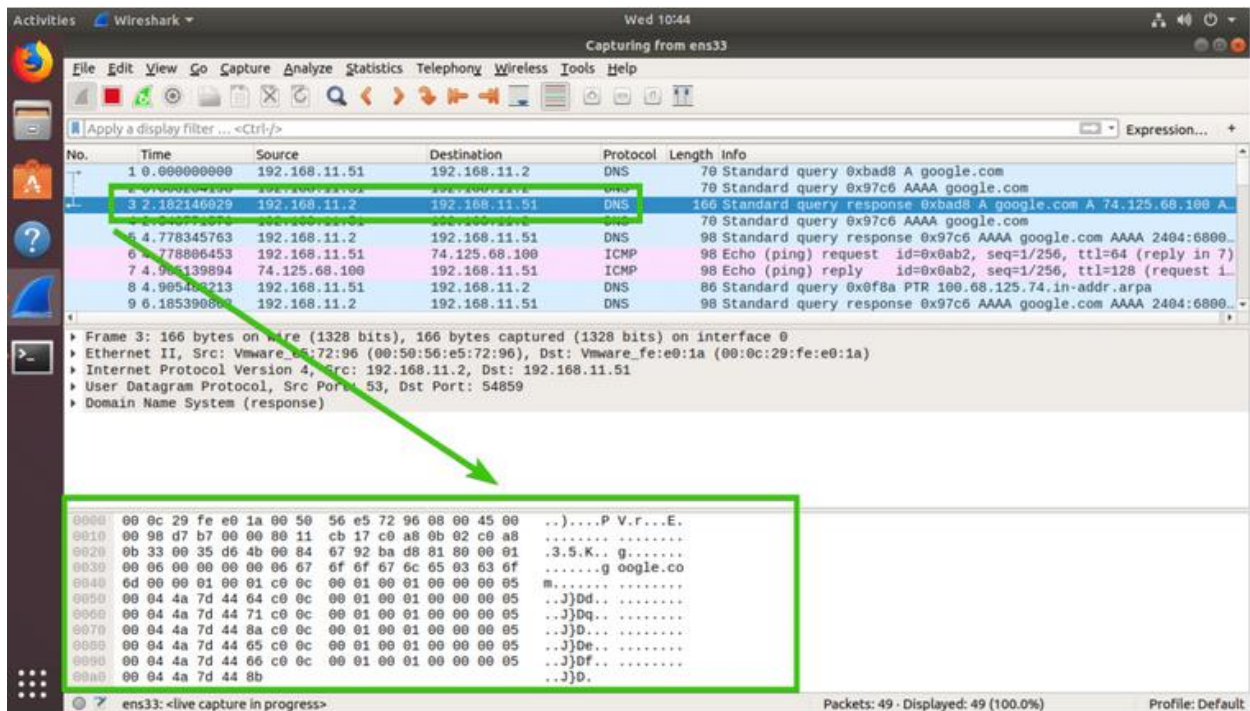 Activities Wireshark Wed 10:44
Capturing from ens33
File Edit View Go Capture Analyze Statistics Telephony Wireless Tools Help
Apply a display filter ... <Ctrl-/> Expression... +
No. Time Source Destination Protocol Length Info
1 0.000000000 192.168.11.51 192.168.11.2 DNS 70 Standard query 0xbad8 A google.com
70 Standard query 0x97c6 AAAA google.com
3 2.182146029 192.168.11.2 192.168.11.51 DNS 166 Standard query response 0xbad8 A google.com A 74.125.68.100 A…
70 Standard query 0x97c6 AAAA google.com
5 4.778345763 192.168.11.2 192.168.11.51 DNS 98 Standard query response 0x97c6 AAAA google.com AAAA 2404:6800…
6 4.778806453 192.168.11.51 74.125.68.100 ICMP 98 Echo (ping) request id=0x0ab2, seq=1/256, ttl=64 (reply in 7)
7 74.125.68.100 192.168.11.51 ICMP 98 Echo (ping) reply id=0x0ab2, seq=1/256, ttl=128 (request i…
8 192.168.11.51 192.168.11.2 DNS 86 Standard query 0x0f8a PTR 100.68.125.74.in-addr.arpa
9 192.168.11.2 192.168.11.51 DNS 98 Standard query response 0x97c6 AAAA google.com AAAA 2404:6800…
Frame 3: 166 bytes on wire (1328 bits), 166 bytes captured (1328 bits) on interface 0
Ethernet II, Src: Vmware_e5:72:96 (00:50:56:e5:72:96), Dst: Vmware_fe:e0:1a (00:0c:29:fe:e0:1a)
Internet Protocol Version 4, Src: 192.168.11.2, Dst: 192.168.11.51
User Datagram Protocol, Src Port: 53, Dst Port: 54859
Domain Name System (response)
0000 00 0c 29 fe e0 1a 00 50 56 e5 72 96 08 00 45 00 ..)....P V.r...E.
0010 00 98 d7 b7 00 00 80 11 cb 17 c0 a8 0b 02 c0 a8 ........ ........
0020 0b 33 00 35 d6 4b 00 84 67 92 ba d8 81 80 00 01 .3.5.K.. g.......
0030 00 06 00 00 00 00 06 67 6f 6f 67 6c 65 03 63 6f .......g oogle.co
0040 6d 00 00 01 00 01 c0 0c 00 01 00 01 00 00 00 05 m....... ........
0050 00 04 4a 7d 44 64 c0 0c 00 01 00 01 00 00 00 05 ..J}Dd.. ........
0060 00 04 4a 7d 44 71 c0 0c 00 01 00 01 00 00 00 05 ..J}Dq.. ........
0070 00 04 4a 7d 44 8a c0 0c 00 01 00 01 00 00 00 05 ..J}D... ........
0080 00 04 4a 7d 44 65 c0 0c 00 01 00 01 00 00 00 05 ..J}De.. ........
0090 00 04 4a 7d 44 66 c0 0c 00 01 00 01 00 00 00 05 ..J}Df.. ........
00a0 00 04 4a 7d 44 8b ..J}D.
ens33: <live capture in progress> Packets: 49 · Displayed: 49 (100.0%) Profile: Default